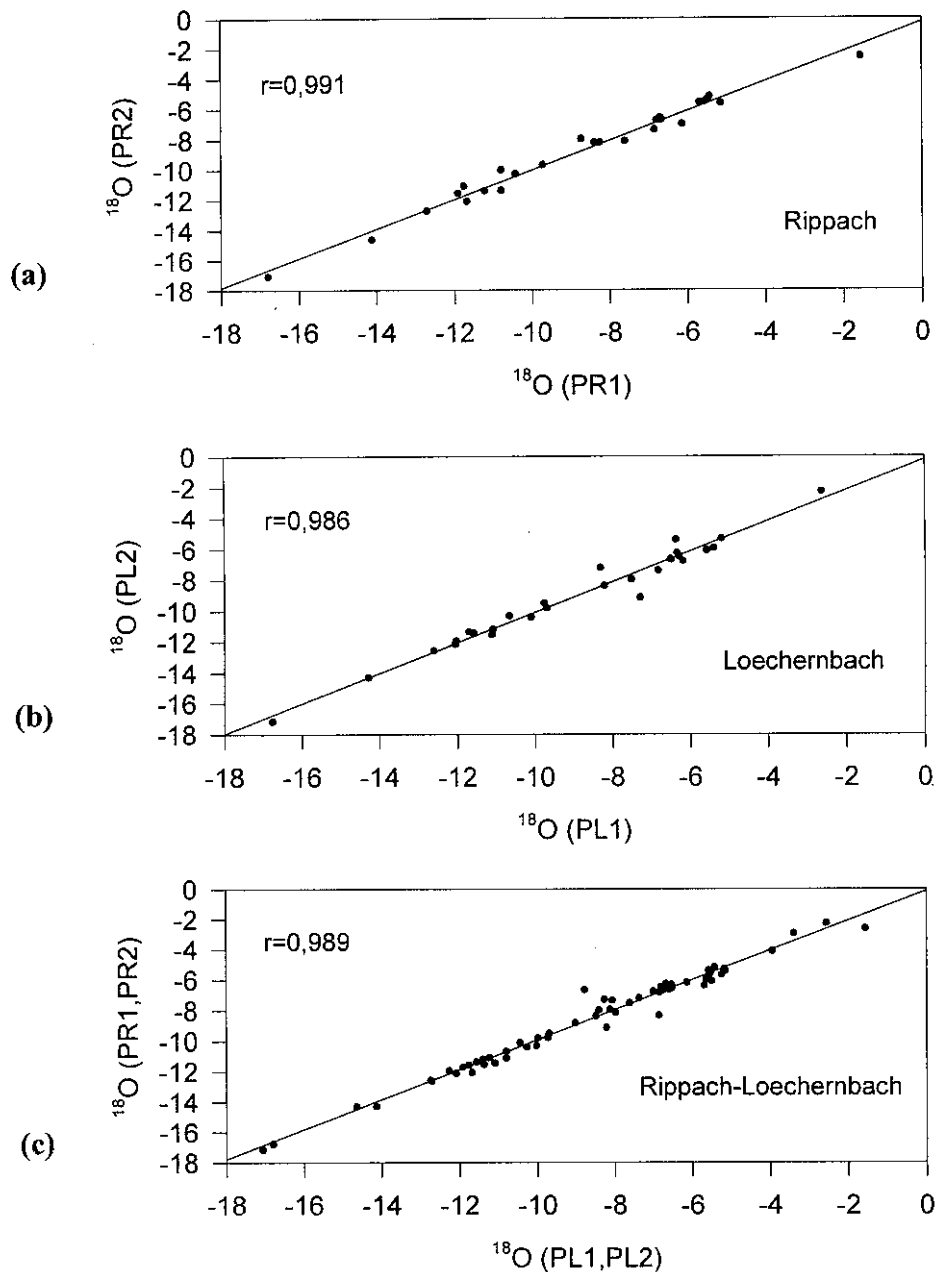 0
-2
-4
-6
-8
-10
-12
-14
-16
-18
r=0,991
18O (PR2)
Rippach
(a)
-18 -16 -14 -12 -10 -8 -6 -4 -2 0
18O (PR1)
0
-2
-4
-6
-8
-10
-12
-14
-16
-18
r=0,986
18O (PL2)
Loechernbach
(b)
-18 -16 -14 -12 -10 -8 -6 -4 -2 0
18O (PL1)
0
-2
-4
-6
-8
-10
-12
-14
-16
-18
r=0,989
18O (PR1,PR2)
Rippach-Loechernbach
(c)
-18 -16 -14 -12 -10 -8 -6 -4 -2 0
18O (PL1,PL2)